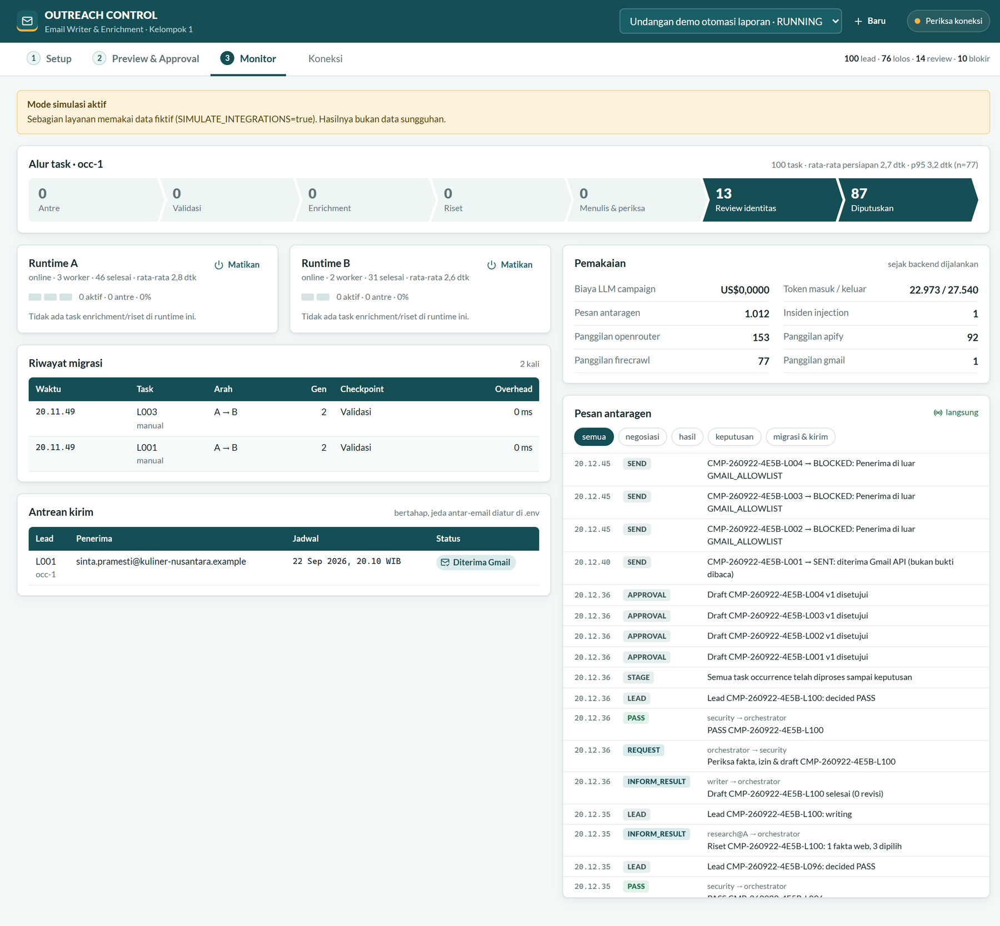 OUTREACH CONTROL
Email Writer & Enrichment · Kelompok 1
Undangan demo otomasi laporan · RUNNING
Baru
Periksa koneksi
1 Setup
2 Preview & Approval
3 Monitor
Koneksi
100 lead · 76 lolos · 14 review · 10 blokir
Mode simulasi aktif
Sebagian layanan memakai data fiktif (SIMULATE_INTEGRATIONS=true). Hasilnya bukan data sungguhan.
Alur task · occ-1
100 task · rata-rata persiapan 2,7 dtk · p95 3,2 dtk (n=77)
0
Antre
0
Validasi
0
Enrichment
0
Riset
0
Menulis & periksa
13
Review identitas
87
Diputuskan
Runtime A
Matikan
online · 3 worker · 46 selesai · rata-rata 2,8 dtk
0 aktif · 0 antre · 0%
Tidak ada task enrichment/riset di runtime ini.
Runtime B
Matikan
online · 2 worker · 31 selesai · rata-rata 2,6 dtk
0 aktif · 0 antre · 0%
Tidak ada task enrichment/riset di runtime ini.
Riwayat migrasi
2 kali
Waktu Task Arah Gen Checkpoint Overhead
20.11.49 L003 A → B 2 Validasi 0 ms
manual
20.11.49 L001 A → B 2 Validasi 0 ms
manual
Antrean kirim
bertahap, jeda antar-email diatur di .env
Lead Penerima Jadwal Status
L001 sinta.pramesti@kuliner-nusantara.example 22 Sep 2026, 20.10 WIB Diterima Gmail
occ-1
Pemakaian
sejak backend dijalankan
Biaya LLM campaign US$0,0000
Token masuk / keluar 22.973 / 27.540
Pesan antaragen 1.012
Insiden injection 1
Panggilan openrouter 153
Panggilan apify 92
Panggilan firecrawl 77
Panggilan gmail 1
Pesan antaragen
langsung
semua negosiasi hasil keputusan migrasi & kirim
20.12.45 SEND CMP-260922-4E5B-L004 → BLOCKED: Penerima di luar
GMAIL_ALLOWLIST
20.12.45 SEND CMP-260922-4E5B-L003 → BLOCKED: Penerima di luar
GMAIL_ALLOWLIST
20.12.45 SEND CMP-260922-4E5B-L002 → BLOCKED: Penerima di luar
GMAIL_ALLOWLIST
20.12.40 SEND CMP-260922-4E5B-L001 → SENT: diterima Gmail API (bukan bukti
dibaca)
20.12.36 APPROVAL Draft CMP-260922-4E5B-L004 v1 disetujui
20.12.36 APPROVAL Draft CMP-260922-4E5B-L003 v1 disetujui
20.12.36 APPROVAL Draft CMP-260922-4E5B-L002 v1 disetujui
20.12.36 APPROVAL Draft CMP-260922-4E5B-L001 v1 disetujui
20.12.36 STAGE Semua task occurrence telah diproses sampai keputusan
20.12.36 LEAD Lead CMP-260922-4E5B-L100: decided PASS
20.12.36 PASS security → orchestrator
PASS CMP-260922-4E5B-L100
20.12.36 REQUEST orchestrator → security
Periksa fakta, izin & draft CMP-260922-4E5B-L100
20.12.36 INFORM_RESULT writer → orchestrator
Draft CMP-260922-4E5B-L100 selesai (0 revisi)
20.12.35 LEAD Lead CMP-260922-4E5B-L100: writing
20.12.35 INFORM_RESULT research@A → orchestrator
Riset CMP-260922-4E5B-L100: 1 fakta web, 3 dipilih
20.12.35 LEAD Lead CMP-260922-4E5B-L096: decided PASS
20.12.35 PASS security → orchestrator